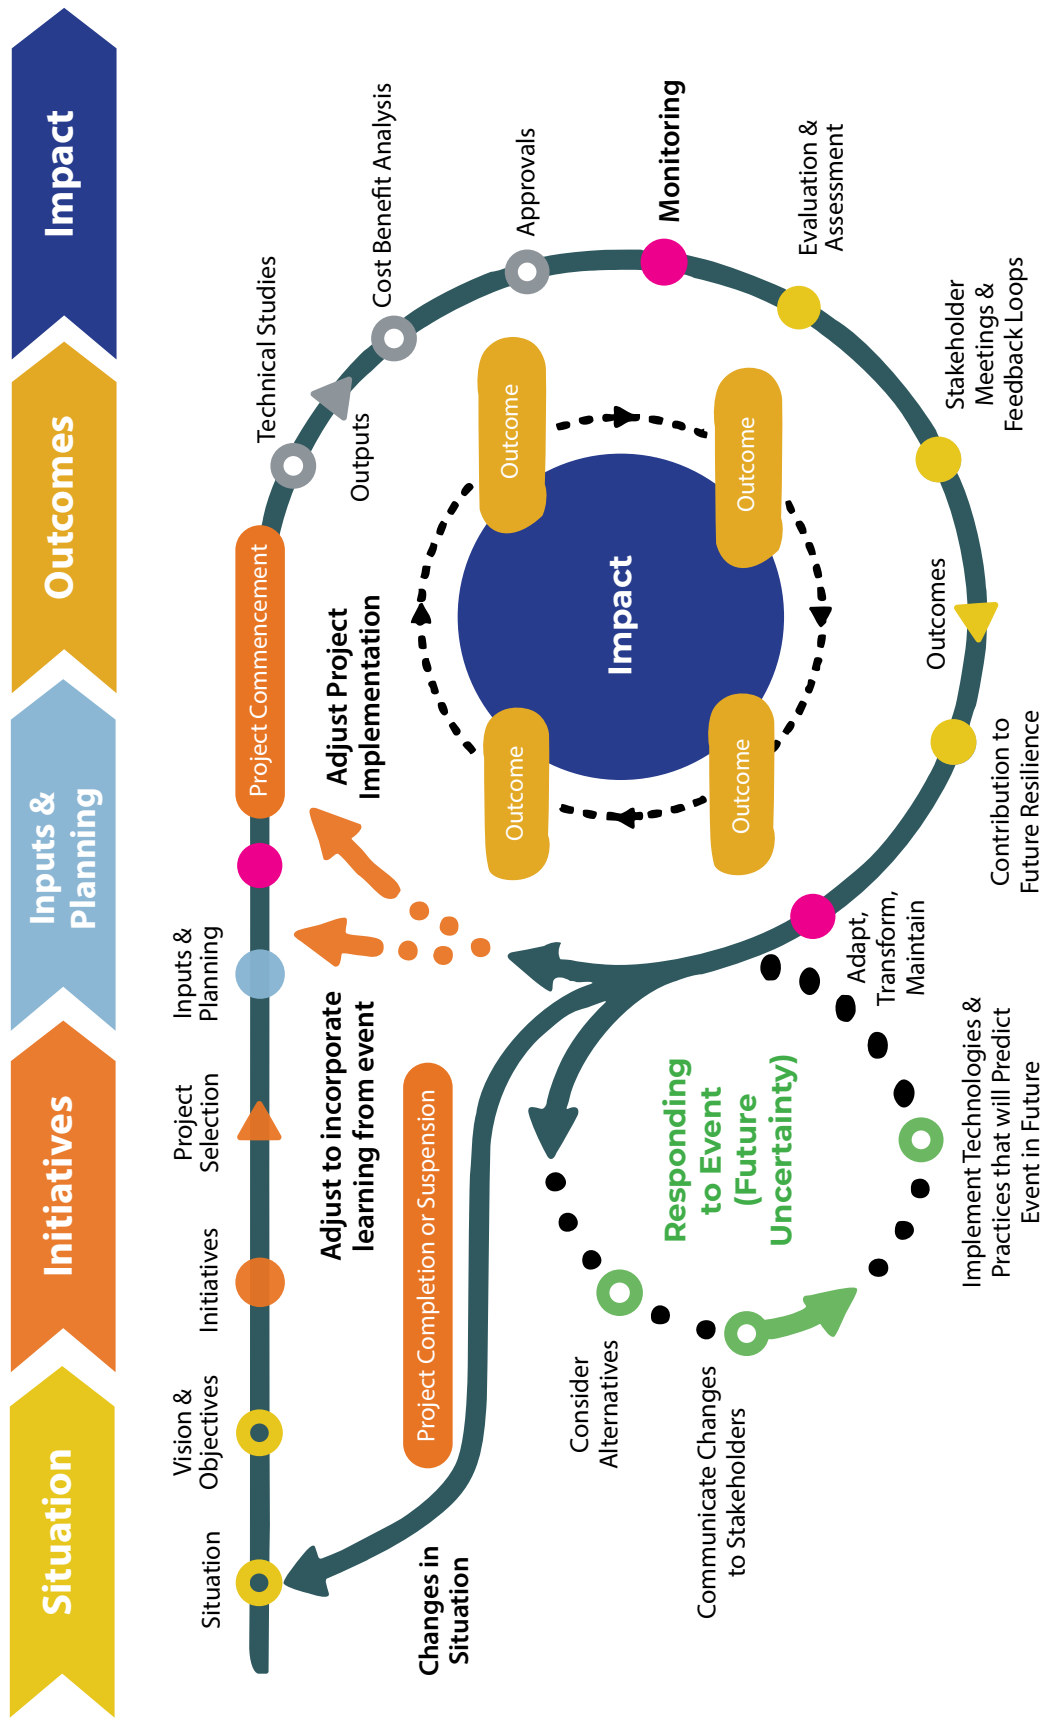 Situation
Initiatives
Inputs &
Planning
Outcomes
Impact
Situation
Vision &
Objectives
Initiatives
Project
Selection
Inputs &
Planning
Project Commencement
Technical Studies
Outputs
Cost Benefit Analysis
Approvals
Monitoring
Evaluation &
Assessment
Stakeholder
Meetings &
Feedback Loops
Outcomes
Contribution to
Future Resilience
Adapt,
Transform,
Maintain
Adjust Project
Implementation
Adjust to incorporate
learning from event
Project Completion or Suspension
Changes in
Situation
Outcome
Outcome
Impact
Outcome
Outcome
Responding
to Event
(Future
Uncertainty)
Consider
Alternatives
Communicate Changes
to Stakeholders
Implement Technologies &
Practices that will Predict
Event in Future